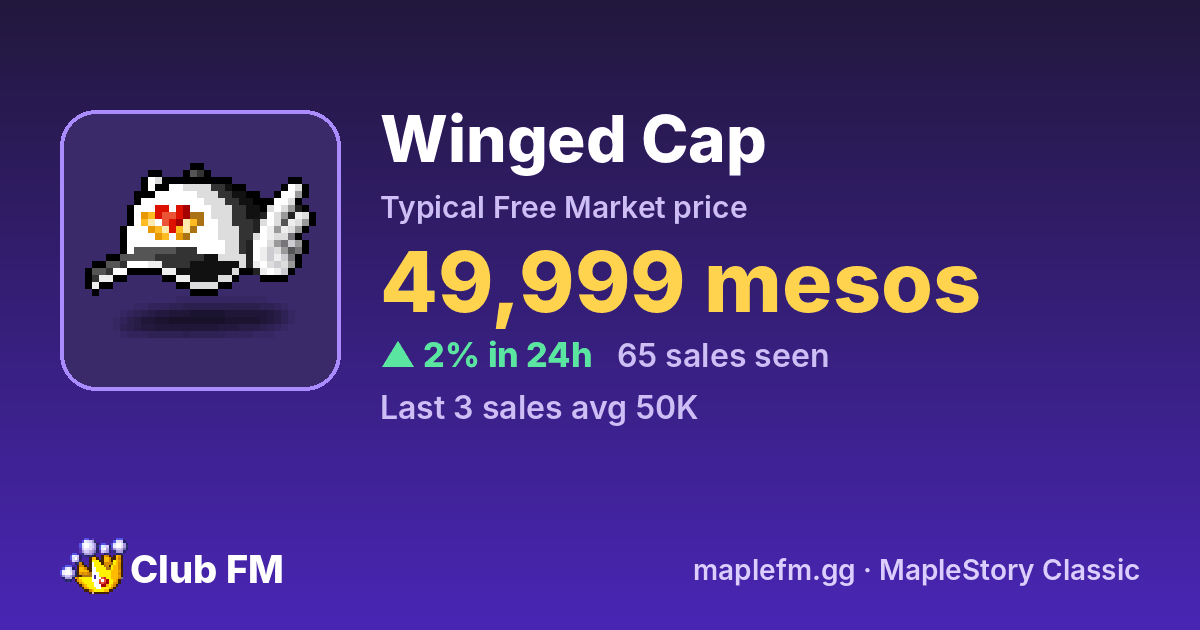 Winged Cap
Typical Free Market price
49,999 mesos
▲ 2% in 24h 65 sales seen
Last 3 sales avg 50K
Club FM
maplefm.gg · MapleStory Classic